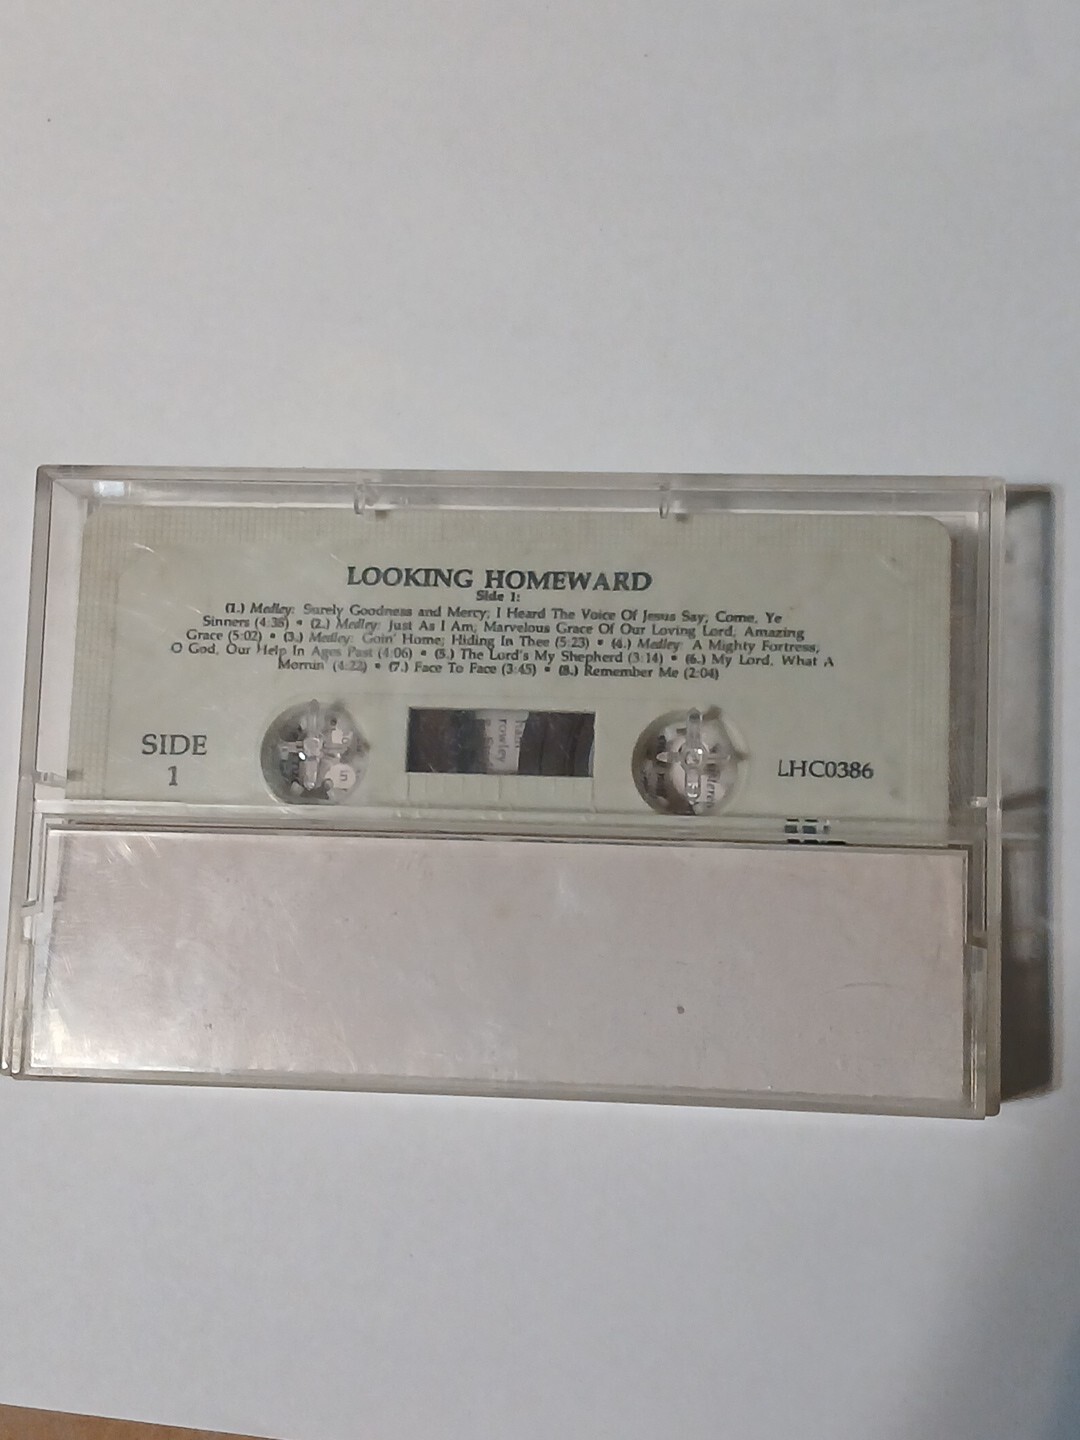 LOOKING HOMEWARD
Side 1:
(1.) Medley: Surely Goodness and Mercy; I Heard The Voice Of Jesus Say; Come, Ye
Sinners (4:38) • (2.) Medley: Just As I Am; Marvelous Grace Of Our Loving Lord; Amazing
Grace (5:02) • (3.) Medley: Goin' Home; Hiding In Thee (5:23) • (4.) Medley: A Mighty Fortress;
O God, Our Help In Ages Past (4:06) • (5.) The Lord's My Shepherd (3:14) • (6.) My Lord, What A
Mornin' (4:22) • (7.) Face To Face (3:45) • (8.) Remember Me (2:04)
SIDE
1
LHC0386